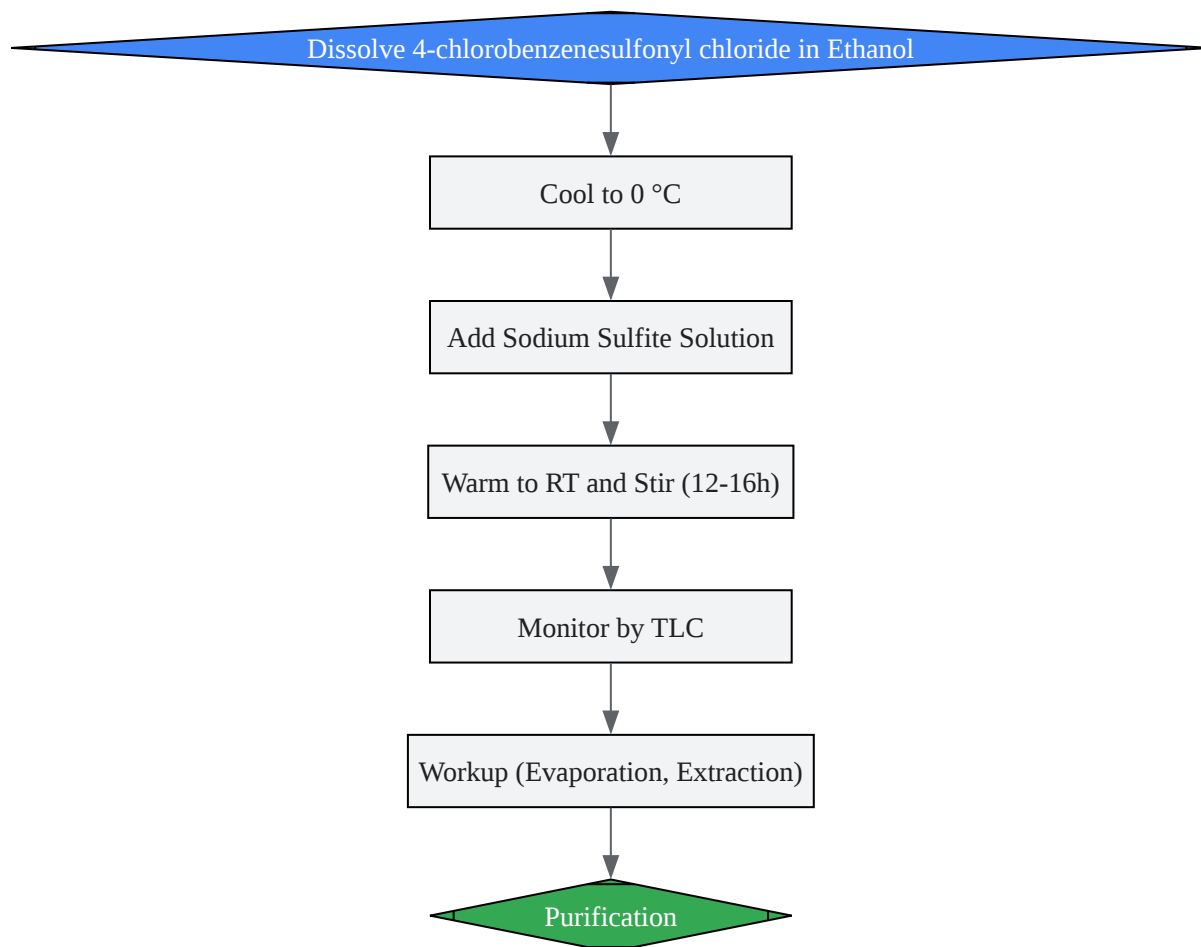 Dissolve 4-chlorobenzenesulfonyl chloride in Ethanol
Cool to 0 °C
Add Sodium Sulfite Solution
Warm to RT and Stir (12-16h)
Monitor by TLC
Workup (Evaporation, Extraction)
Purification